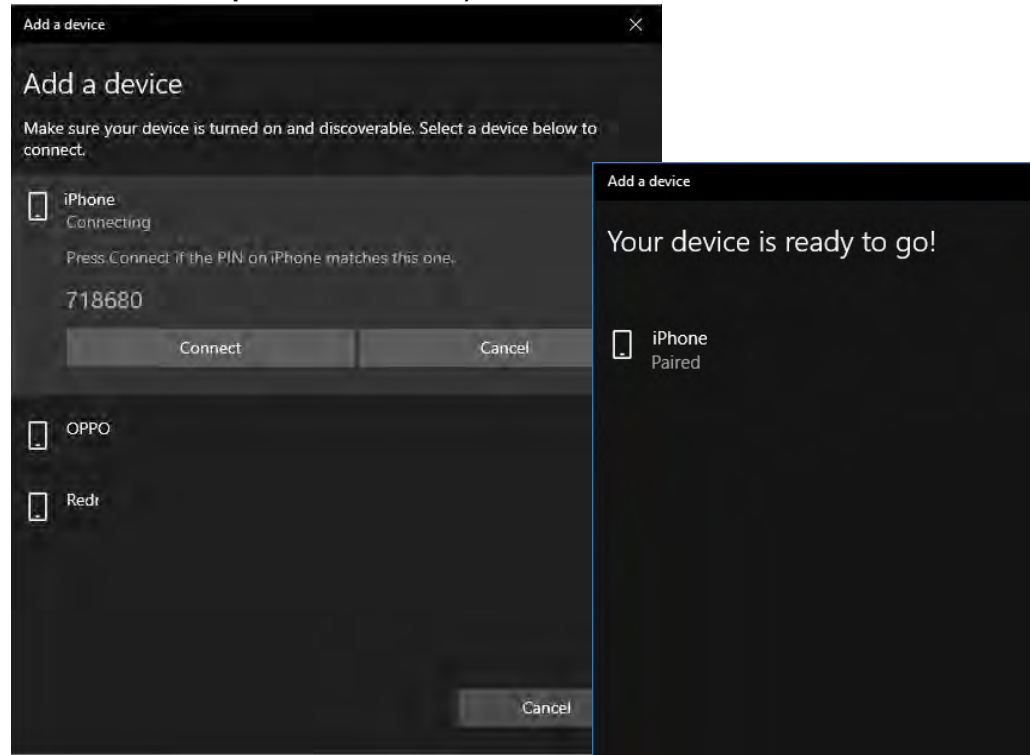 Add a device
Add a device
Make sure your device is turned on and discoverable. Select a device below to
connect.
iPhone
Connecting
Press Connect if the PIN on iPhone matches this one.
718680
Connect
Cancel
OPPO
Cancel
Add a device
Your device is ready to go!
iPhone
Paired